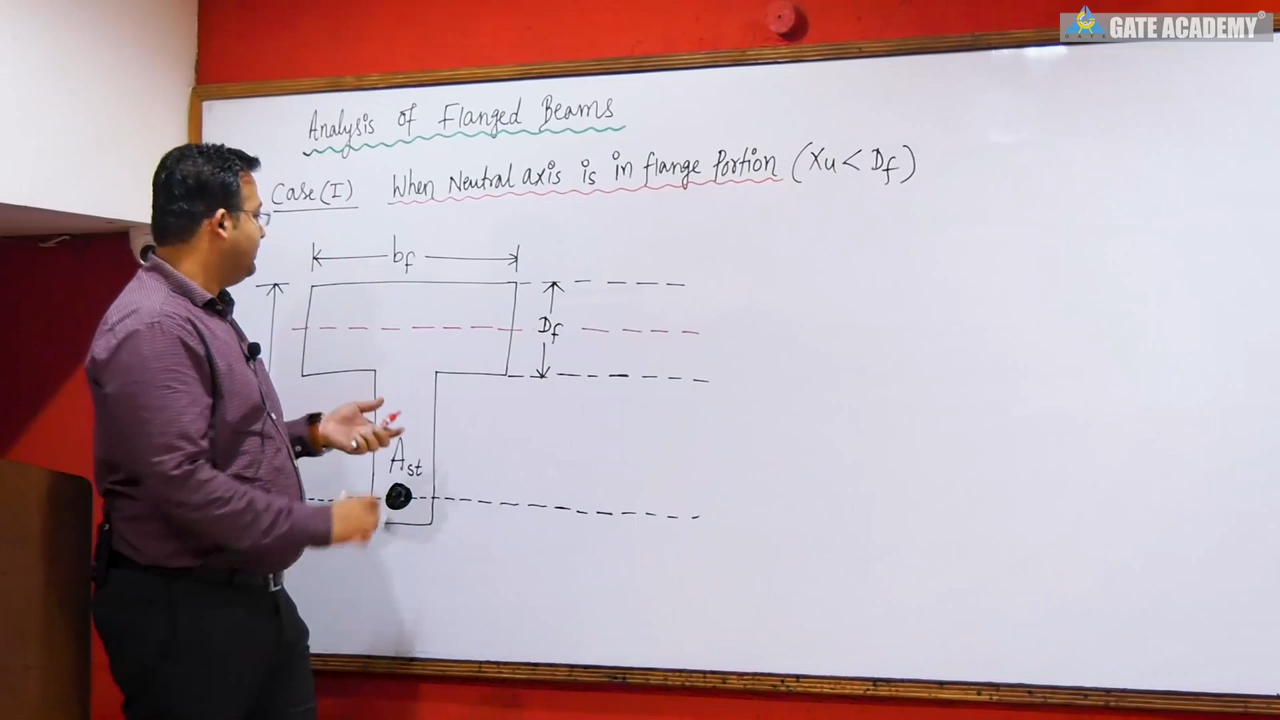 GATE ACADEMY®
Analysis of Flanged Beams
Case (I) When Neutral axis is in flange Portion (Xu < Df)
bf
Df
Ast